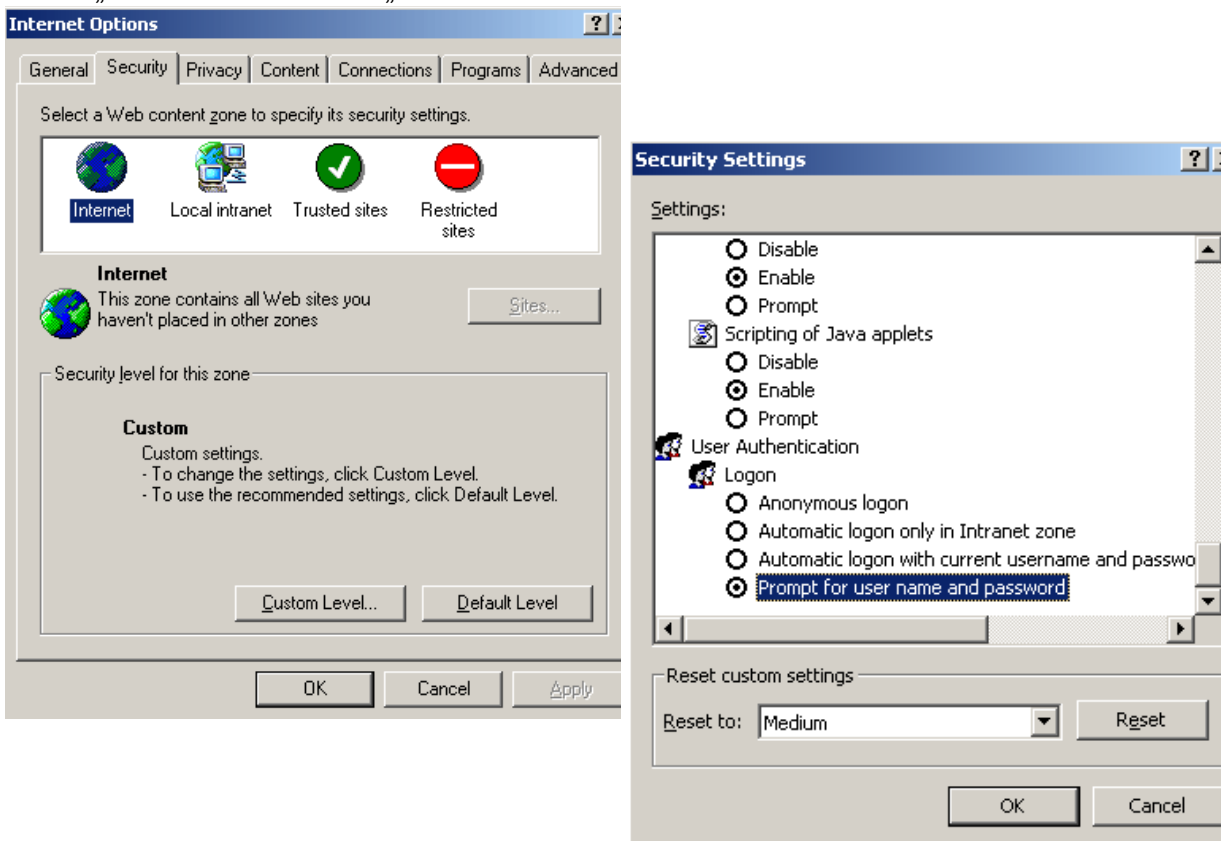 Internet Options
General Security Privacy Content Connections Programs Advanced
Select a Web content zone to specify its security settings.
Internet Local intranet Trusted sites Restricted sites
Internet
This zone contains all Web sites you
haven't placed in other zones
Sites...
Security level for this zone
Custom
Custom settings.
- To change the settings, click Custom Level.
- To use the recommended settings, click Default Level.
Custom Level... Default Level
OK Cancel Apply
Security Settings
Settings:
Disable
Enable
Prompt
Scripting of Java applets
Disable
Enable
Prompt
User Authentication
Logon
Anonymous logon
Automatic logon only in Intranet zone
Automatic logon with current username and passwo
Prompt for user name and password
Reset custom settings
Reset to: Medium Reset
OK Cancel